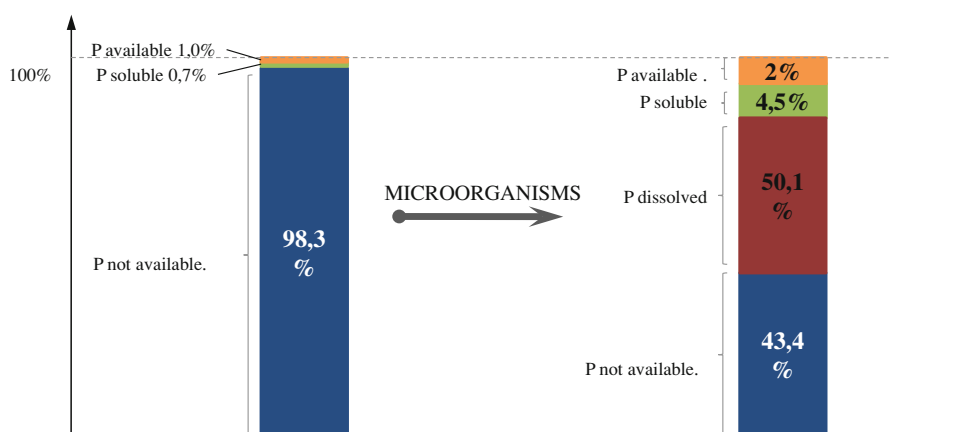 P available 1,0%
100%
P soluble 0,7%
98,3
%
P not available.
MICROORGANISMS
P available .
2%
P soluble
4,5%
P dissolved
50,1
%
43,4
%
P not available.